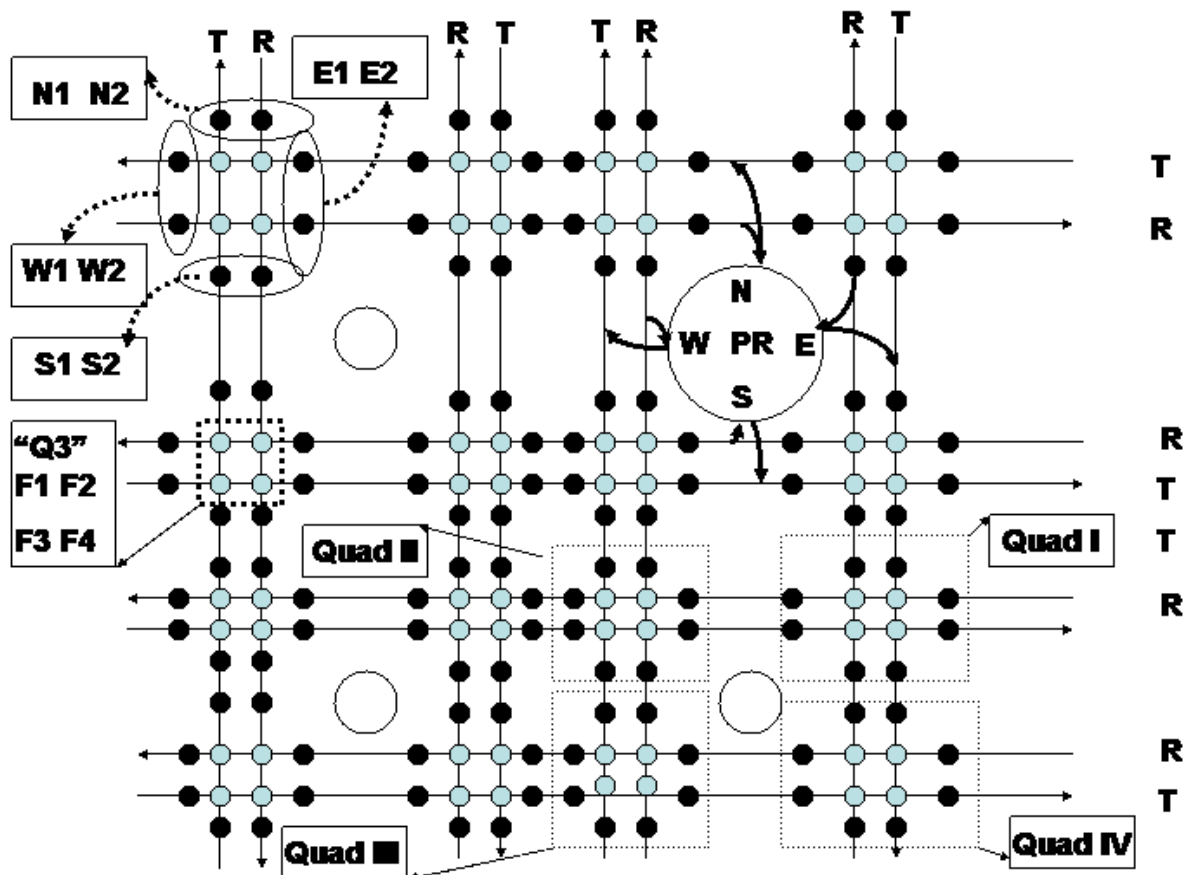 T R R T T R R T
N1 N2
E1 E2
T
R
W1 W2
N
W PR E
S
S1 S2
“Q3”
F1 F2
F3 F4
R
T
Quad II
Quad I
T
R
R
T
Quad III
Quad IV